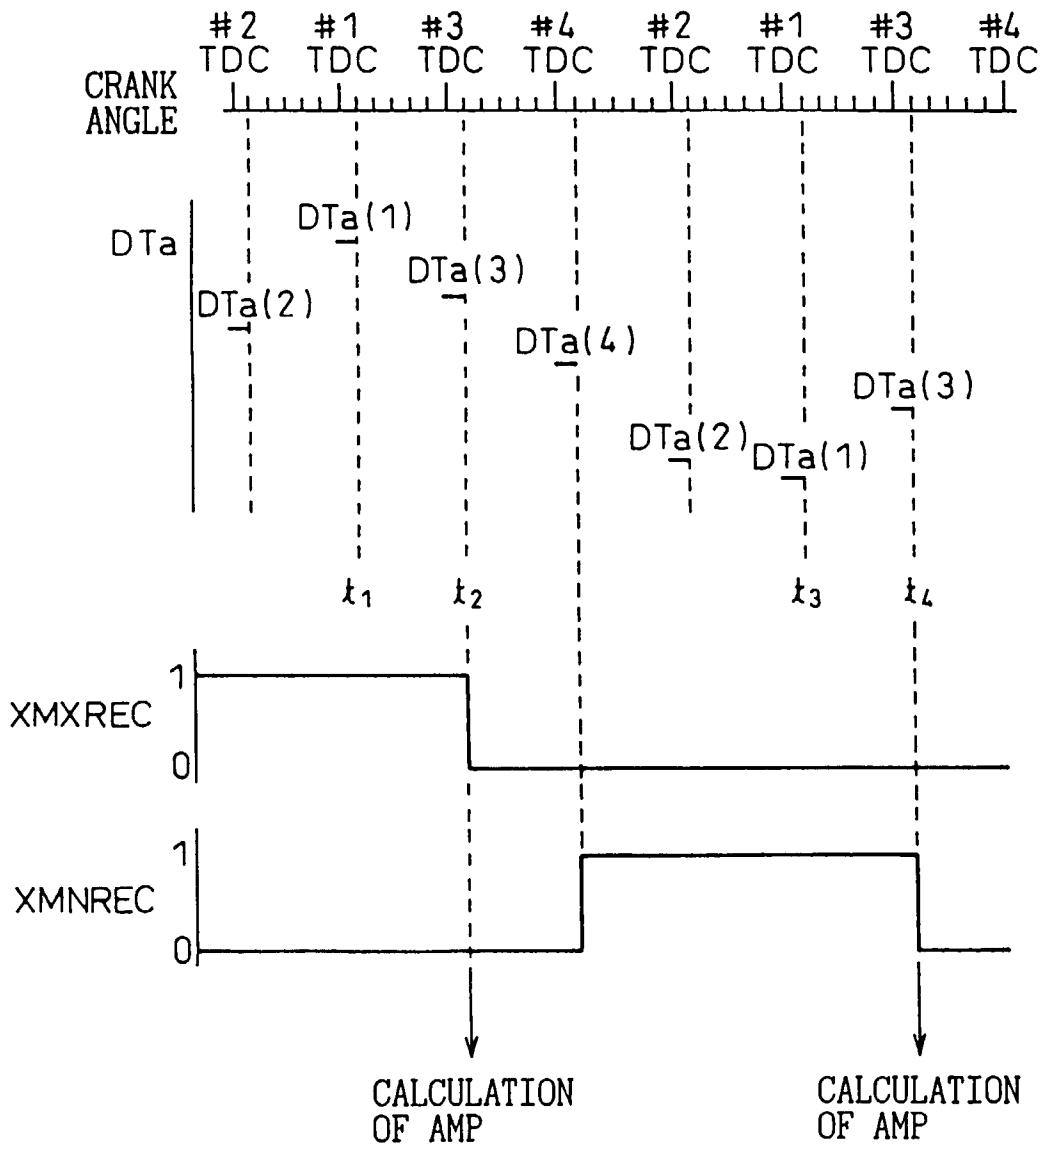 #2 #1 #3 #4 #2 #1 #3 #4
TDC TDC TDC TDC TDC TDC TDC TDC
CRANK
ANGLE
DTa
DTa(1)
DTa(3)
DTa(2)
DTa(4)
DTa(3)
DTa(2)
DTa(1)
t1 t2 t3 t4
1
XMXREC
0
1
XMNREC
0
CALCULATION
OF AMP
CALCULATION
OF AMP